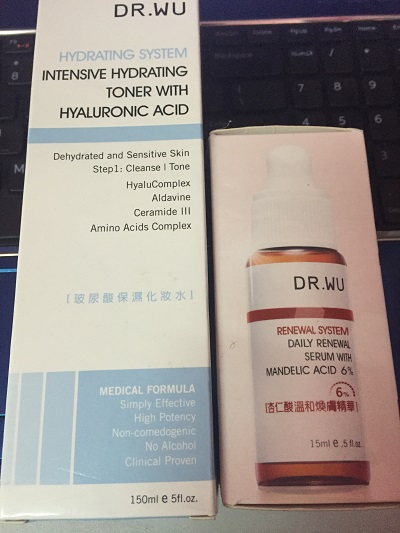 DR.WU
HYDRATING SYSTEM
INTENSIVE HYDRATING
TONER WITH
HYALURONIC ACID
Dehydrated and Sensitive Skin
Step1: Cleanse | Tone
HyaluComplex
Aldavine
Ceramide III
Amino Acids Complex
[玻尿酸保濕化妝水]
MEDICAL FORMULA
Simply Effective
High Potency
Non-comedogenic
No Alcohol
Clinical Proven
150ml e 5fl.oz.
DR.WU
RENEWAL SYSTEM
DAILY RENEWAL
SERUM WITH
MANDELIC ACID 6%
6%
[杏仁酸溫和煥膚精華]
15ml e .5fl.oz.